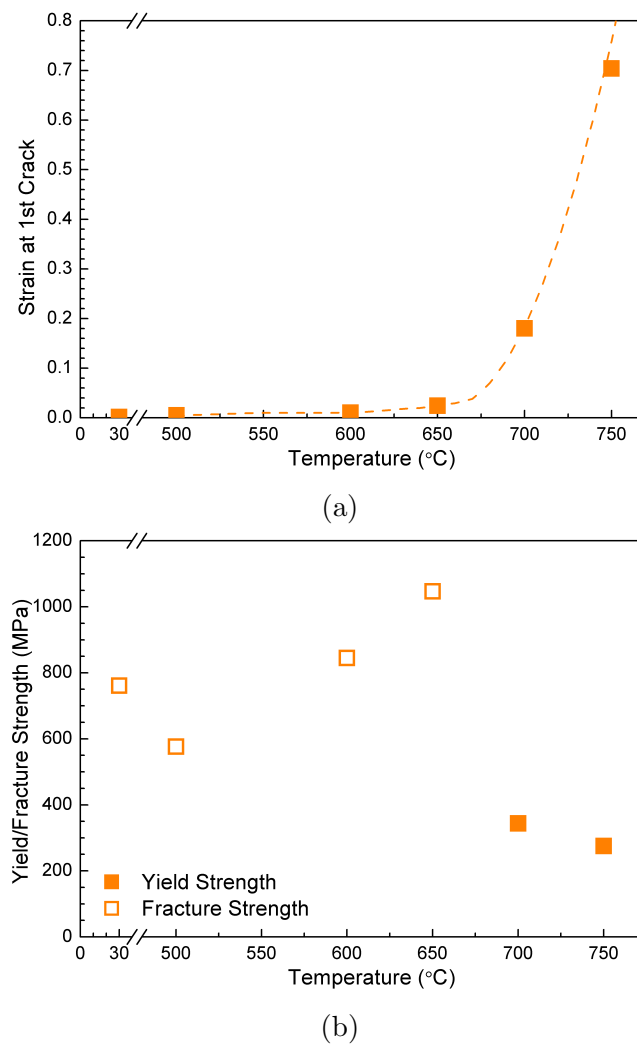 0.8
0.7
0.6
0.5
0.4
0.3
0.2
0.1
0.0
Strain at 1st Crack
0 30 500 550 600 650 700 750
Temperature (°C)
(a)
1200
1000
800
600
400
200
0
Yield/Fracture Strength (MPa)
Yield Strength
Fracture Strength
0 30 500 550 600 650 700 750
Temperature (°C)
(b)